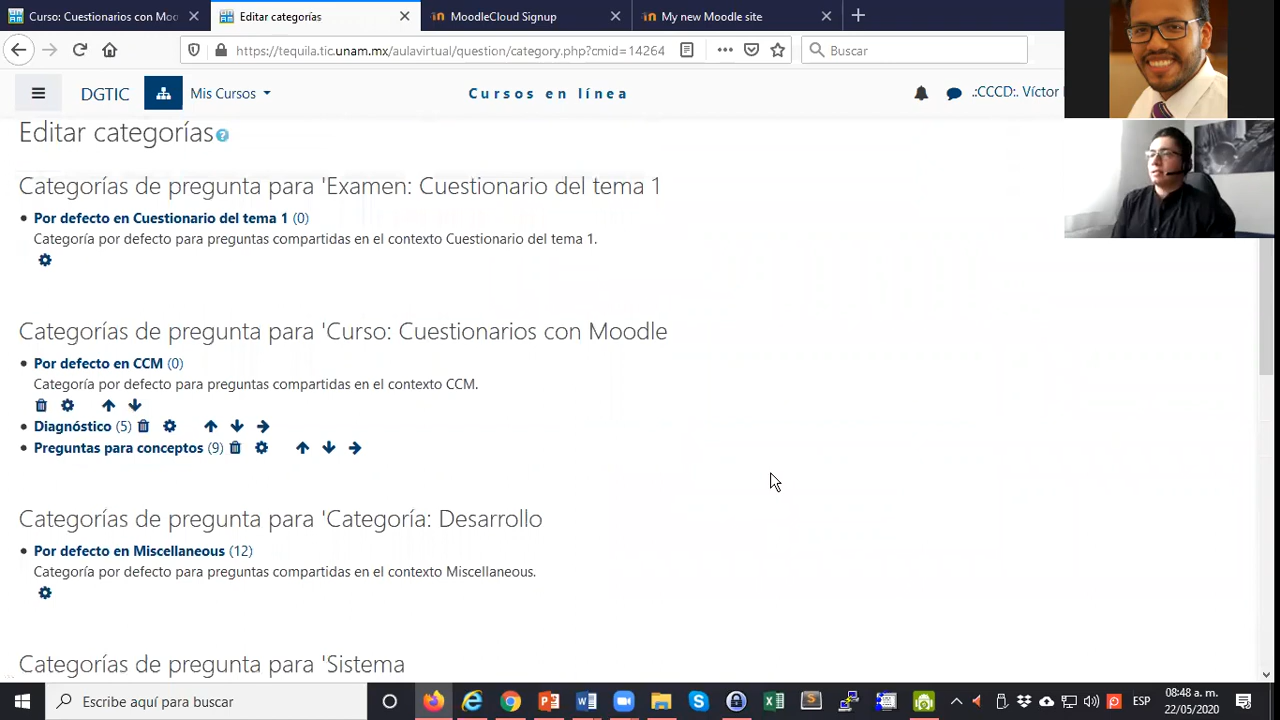 Curso: Cuestionarios con Moo
Editar categorías
MoodleCloud Signup
My new Moodle site
https://tequila.tic.unam.mx/aulavirtual/question/category.php?cmid=14264
Buscar
DGTIC
Mis Cursos
Cursos en línea
.:CCCD:. Víctor
Editar categorías
Categorías de pregunta para 'Examen: Cuestionario del tema 1
Por defecto en Cuestionario del tema 1 (0)
Categoría por defecto para preguntas compartidas en el contexto Cuestionario del tema 1.
Categorías de pregunta para 'Curso: Cuestionarios con Moodle
Por defecto en CCM (0)
Categoría por defecto para preguntas compartidas en el contexto CCM.
Diagnóstico (5)
Preguntas para conceptos (9)
Categorías de pregunta para 'Categoría: Desarrollo
Por defecto en Miscellaneous (12)
Categoría por defecto para preguntas compartidas en el contexto Miscellaneous.
Categorías de pregunta para 'Sistema
Escribe aquí para buscar
ESP
08:48 a. m.
22/05/2020